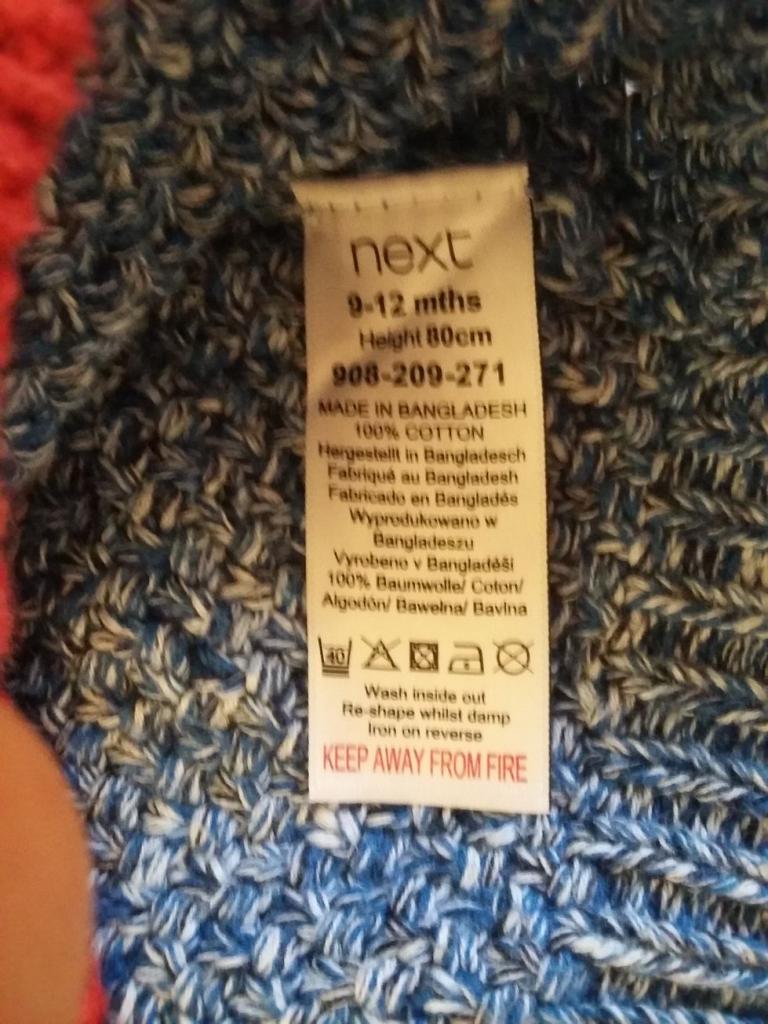 next
9-12 mths
Height 80cm
908-209-271
MADE IN BANGLADESH
100% COTTON
Hergestellt in Bangladesch
Fabriqué au Bangladesh
Fabricado en Bangladés
Wyprodukowano w
Bangladeszu
Vyrobeno v Bangladéši
100% Baumwolle/ Coton/
Algodón/ Bawełna/ Bavlna
40
Wash inside out
Re-shape whilst damp
Iron on reverse
KEEP AWAY FROM FIRE